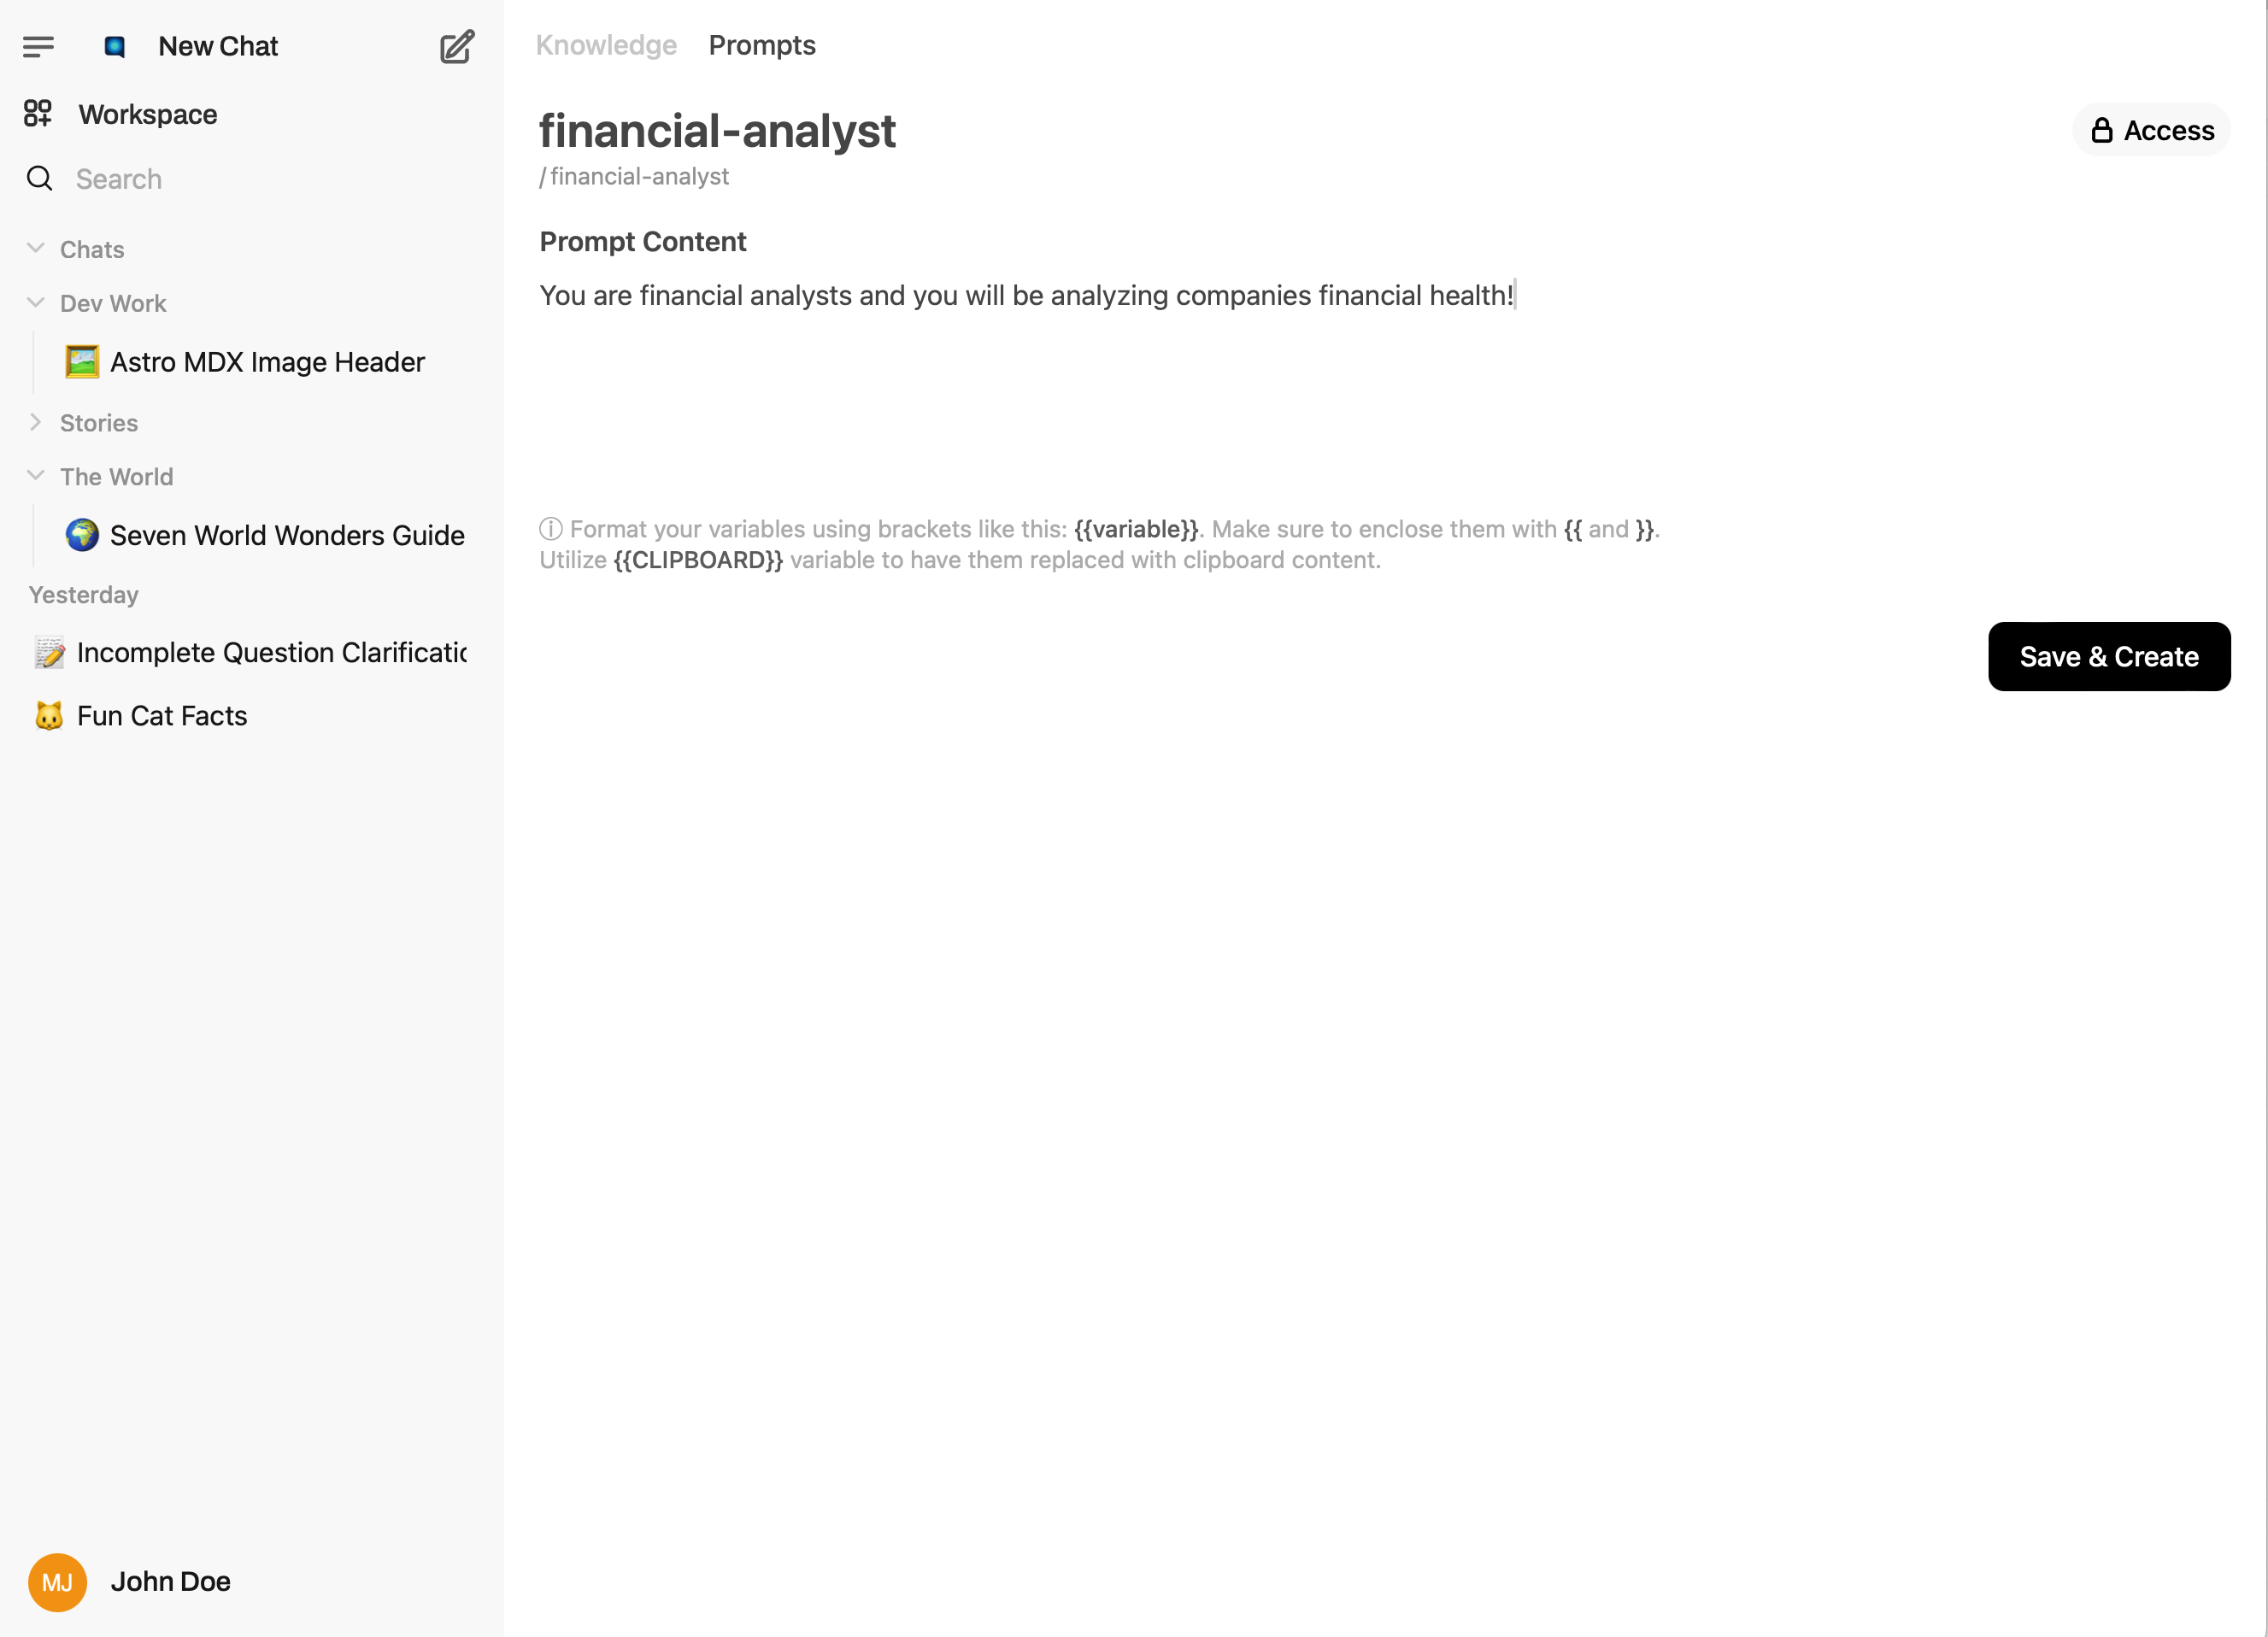 New Chat
Workspace
Search
Chats
Dev Work
Astro MDX Image Header
Stories
The World
Seven World Wonders Guide
Yesterday
Incomplete Question Clarificatic
Fun Cat Facts
MJ John Doe
Knowledge Prompts
financial-analyst
Access
/financial-analyst
Prompt Content
You are financial analysts and you will be analyzing companies financial health!
Format your variables using brackets like this: {{variable}}. Make sure to enclose them with {{ and }}.
Utilize {{CLIPBOARD}} variable to have them replaced with clipboard content.
Save & Create